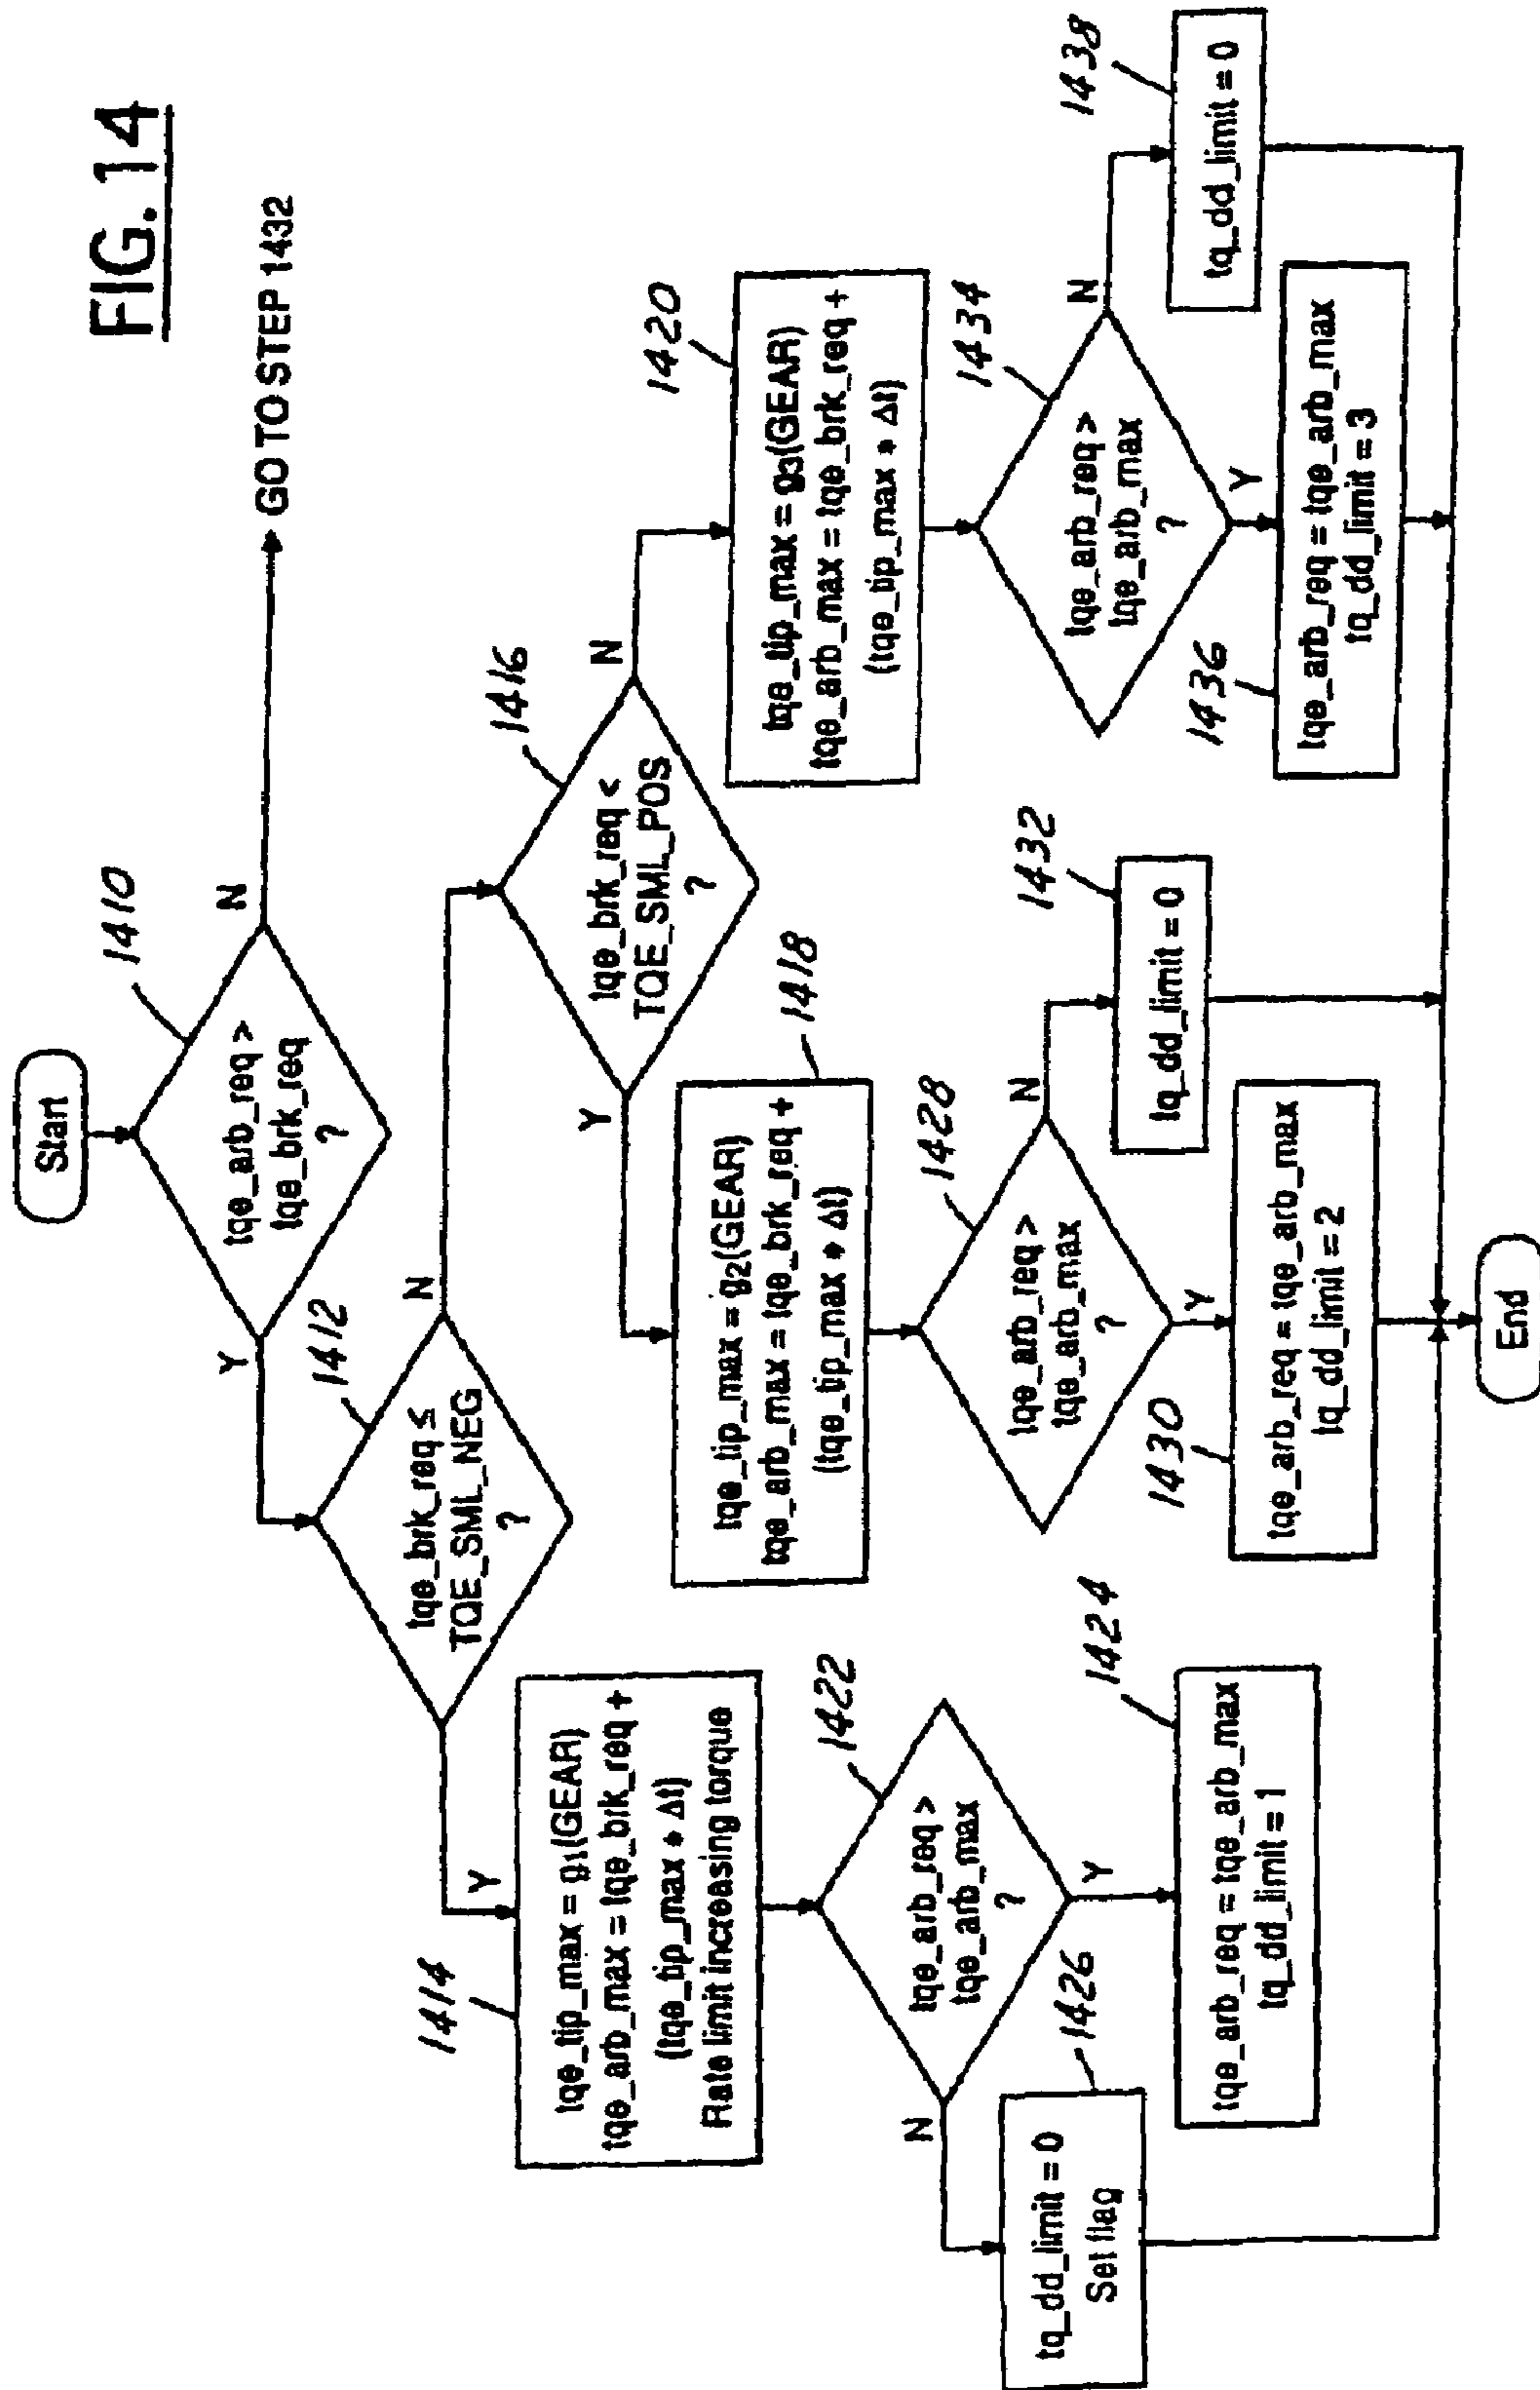 FIG. 14
Start
1410
tqe_arb_req >
tqe_brk_req
?
Y
N
GO TO STEP 1432
1412
tqe_brk_req ≤
TQE_SML_NEG
?
Y
N
1416
tqe_brk_req <
TQE_SML_POS
?
Y
N
1414
tqe_tip_max = g1(GEAR)
tqe_arb_max = tqe_brk_req +
(tqe_tip_max * Δt)
Rate limit increasing torque
1418
tqe_tip_max = g2(GEAR)
tqe_arb_max = tqe_brk_req +
(tqe_tip_max * Δt)
1420
tqe_tip_max = g3(GEAR)
tqe_arb_max = tqe_brk_req +
(tqe_tip_max * Δt)
1422
tqe_arb_req >
tqe_arb_max
?
N
Y
1428
tqe_arb_req >
tqe_arb_max
?
N
Y
1434
tqe_arb_req >
tqe_arb_max
?
N
Y
1426
tq_dd_limit = 0
Set flag
1424
tqe_arb_req = tqe_arb_max
tq_dd_limit = 1
1430
tqe_arb_req = tqe_arb_max
tq_dd_limit = 2
1432
tq_dd_limit = 0
1436
tqe_arb_req = tqe_arb_max
tq_dd_limit = 3
1438
tq_dd_limit = 0
End